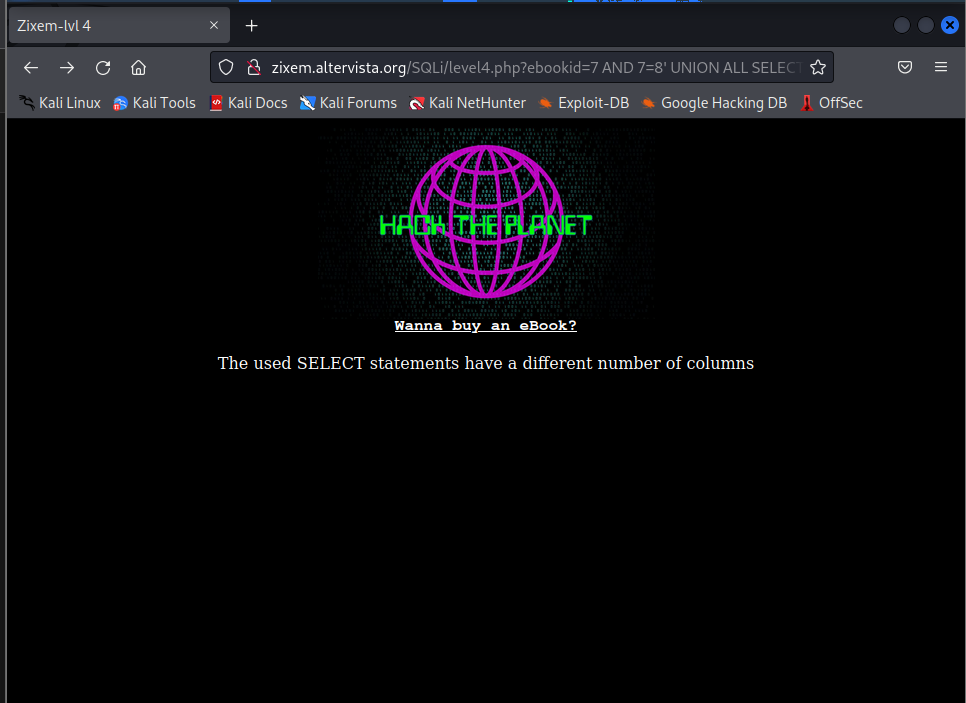 Zixem-lvl 4
zixem.altervista.org/SQLi/level4.php?ebookid=7 AND 7=8' UNION ALL SELECT
Kali Linux Kali Tools Kali Docs Kali Forums Kali NetHunter Exploit-DB Google Hacking DB OffSec
HACK THE PLANET
Wanna buy an eBook?
The used SELECT statements have a different number of columns